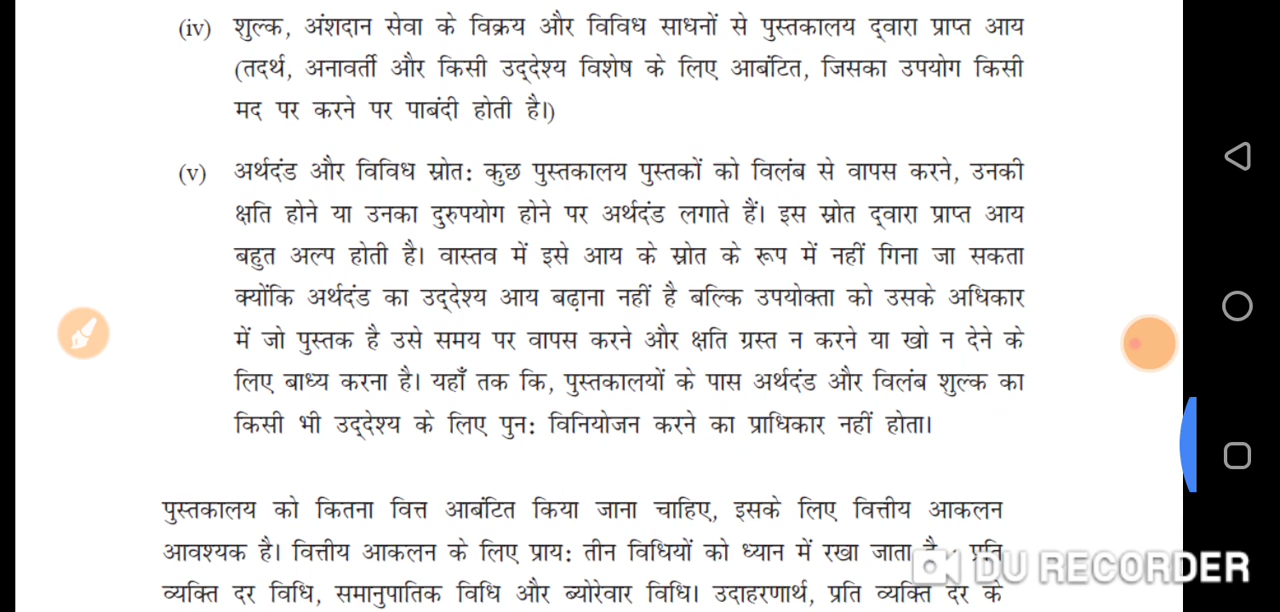 (iv) शुल्क, अंशदान सेवा के विक्रय और विविध साधनों से पुस्तकालय द्वारा प्राप्त आय
(तदर्थ, अनावर्ती और किसी उद्देश्य विशेष के लिए आबंटित, जिसका उपयोग किसी
मद पर करने पर पाबंदी होती है।)
(v) अर्थदंड और विविध स्रोत: कुछ पुस्तकालय पुस्तकों को विलंब से वापस करने, उनकी
क्षति होने या उनका दुरुपयोग होने पर अर्थदंड लगाते हैं। इस स्रोत द्वारा प्राप्त आय
बहुत अल्प होती है। वास्तव में इसे आय के स्रोत के रूप में नहीं गिना जा सकता
क्योंकि अर्थदंड का उद्देश्य आय बढ़ाना नहीं है बल्कि उपयोक्ता को उसके अधिकार
में जो पुस्तक है उसे समय पर वापस करने और क्षति ग्रस्त न करने या खो न देने के
लिए बाध्य करना है। यहाँ तक कि, पुस्तकालयों के पास अर्थदंड और विलंब शुल्क का
किसी भी उद्देश्य के लिए पुन: विनियोजन करने का प्राधिकार नहीं होता।
पुस्तकालय को कितना वित्त आबंटित किया जाना चाहिए, इसके लिए वित्तीय आकलन
आवश्यक है। वित्तीय आकलन के लिए प्राय: तीन विधियों को ध्यान में रखा जाता है प्रति
व्यक्ति दर विधि, समानुपातिक विधि और ब्योरेवार विधि। उदाहरणार्थ, प्रति व्यक्ति दर के
DU RECORDER